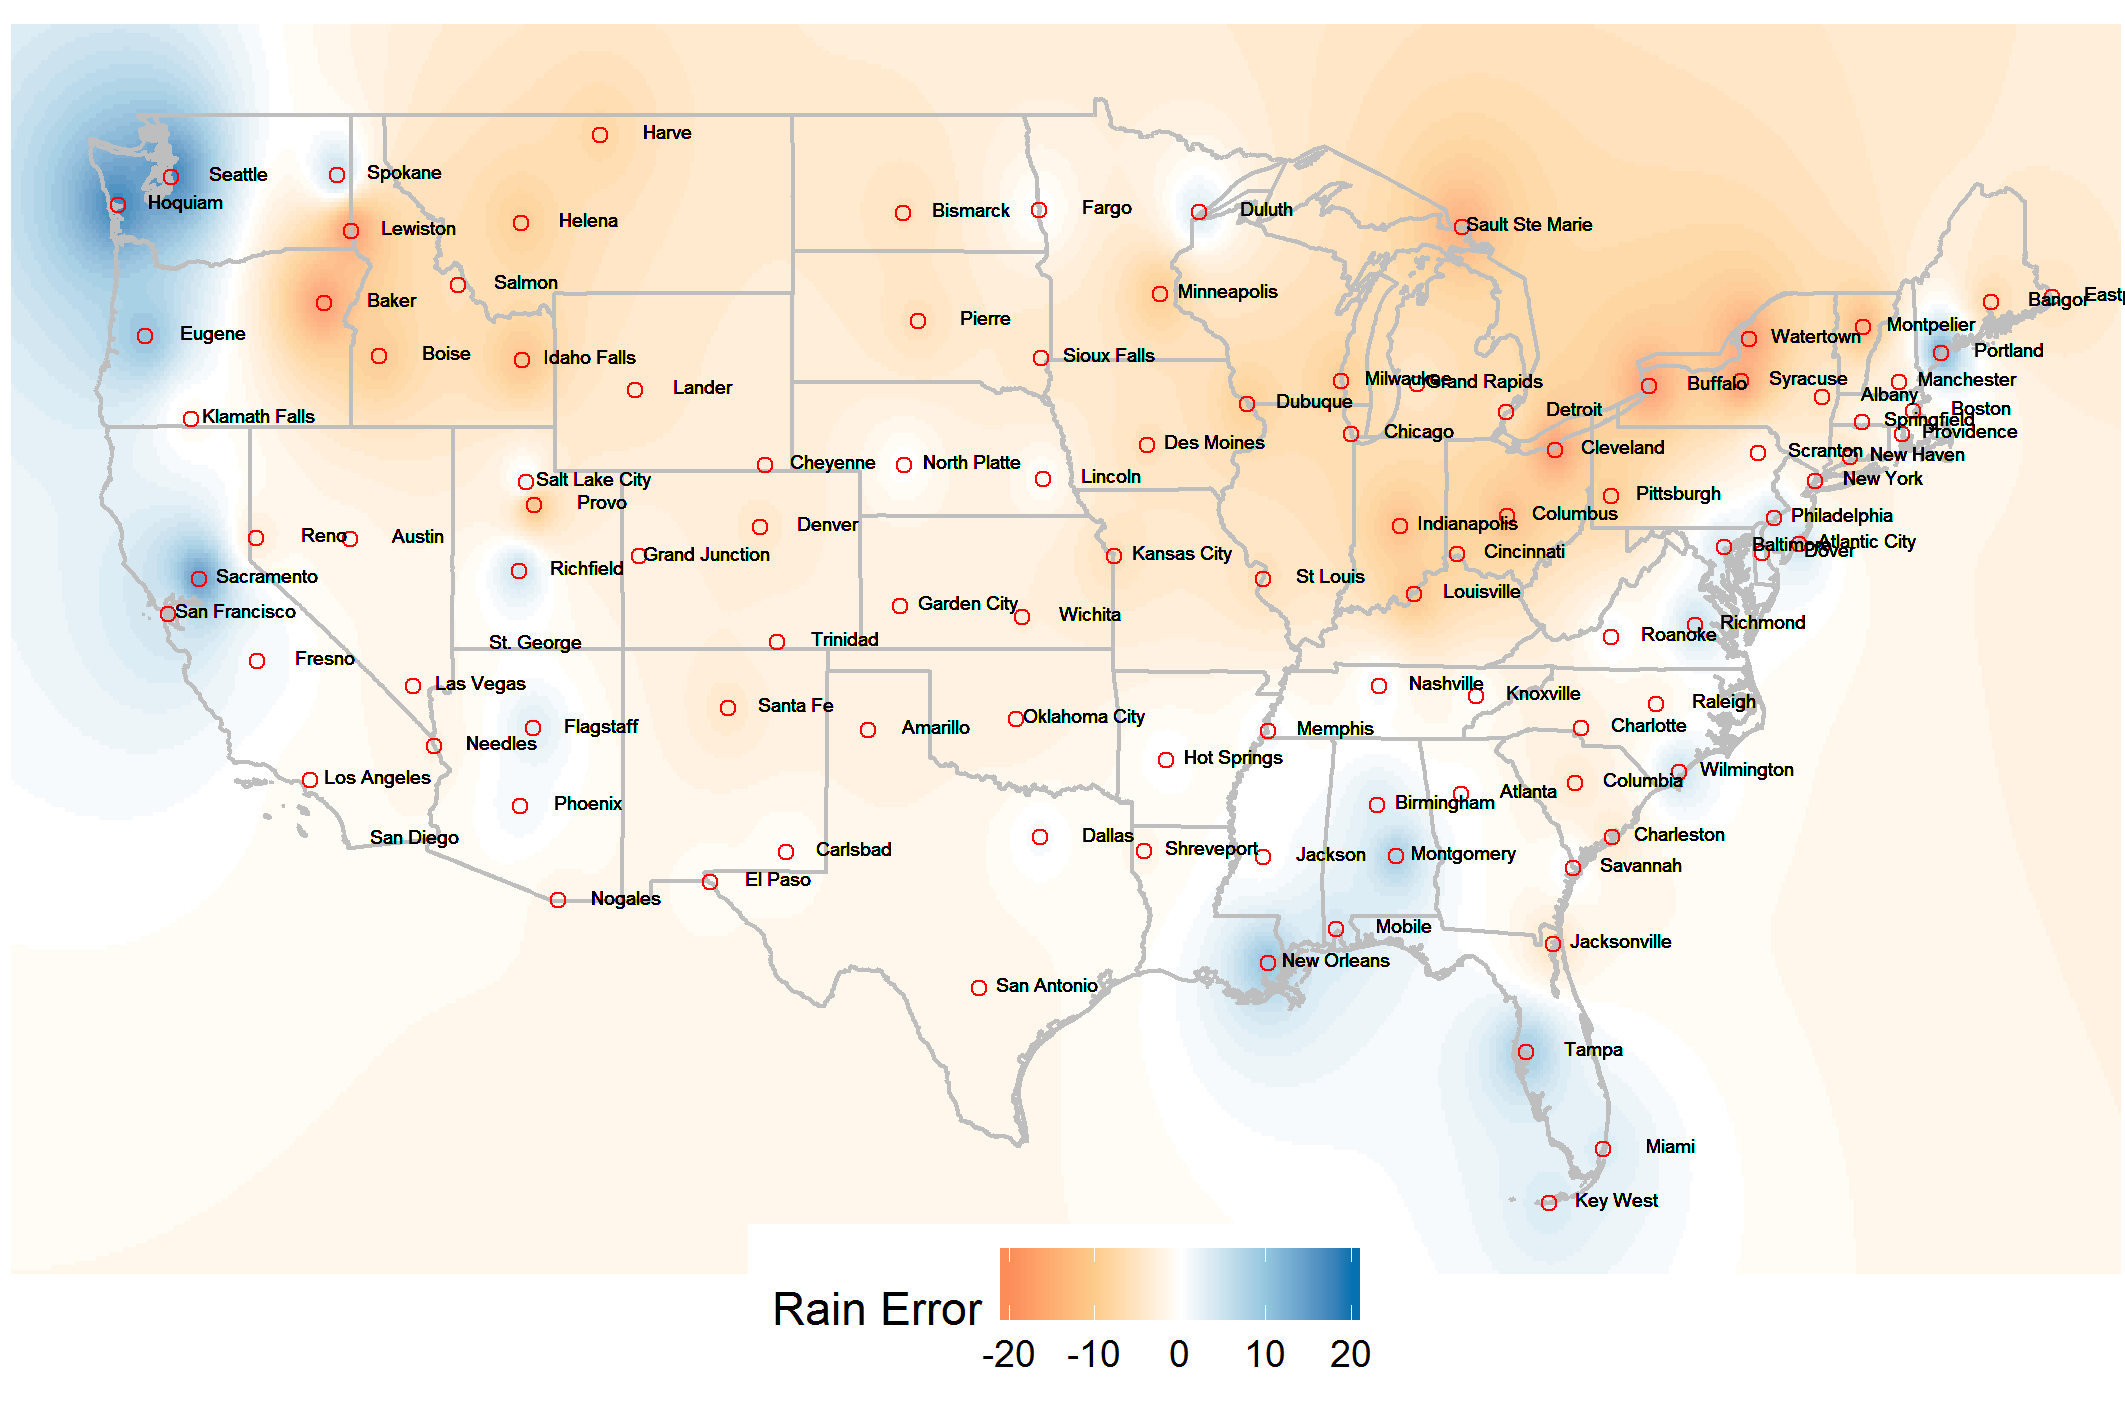 Harve
Seattle
Spokane
Hoquiam
Bismarck
Fargo
Duluth
Helena
Lewiston
Sault Ste Marie
Salmon
Baker
Minneapolis
Bangor
Eastp
Pierre
Montpelier
Eugene
Watertown
Boise
Idaho Falls
Sioux Falls
Portland
Lander
Milwaukee
Grand Rapids
Buffalo
Syracuse
Manchester
Klamath Falls
Dubuque
Detroit
Albany
Boston
Springfield
Chicago
Providence
Des Moines
Cleveland
Scranton
New Haven
Cheyenne
North Platte
Salt Lake City
Lincoln
New York
Provo
Pittsburgh
Denver
Indianapolis
Columbus
Philadelphia
Reno
Austin
Baltimore
Atlantic City
Dover
Grand Junction
Kansas City
Cincinnati
Richfield
Sacramento
St Louis
Louisville
San Francisco
Garden City
Wichita
Richmond
St. George
Trinidad
Roanoke
Fresno
Las Vegas
Nashville
Knoxville
Santa Fe
Raleigh
Flagstaff
Amarillo
Oklahoma City
Memphis
Charlotte
Needles
Hot Springs
Los Angeles
Wilmington
Phoenix
Birmingham
Atlanta
Columbia
San Diego
Dallas
Charleston
Carlsbad
Shreveport
Jackson
Montgomery
Savannah
El Paso
Nogales
Mobile
Jacksonville
New Orleans
San Antonio
Tampa
Miami
Key West
Rain Error
-20 -10 0 10 20